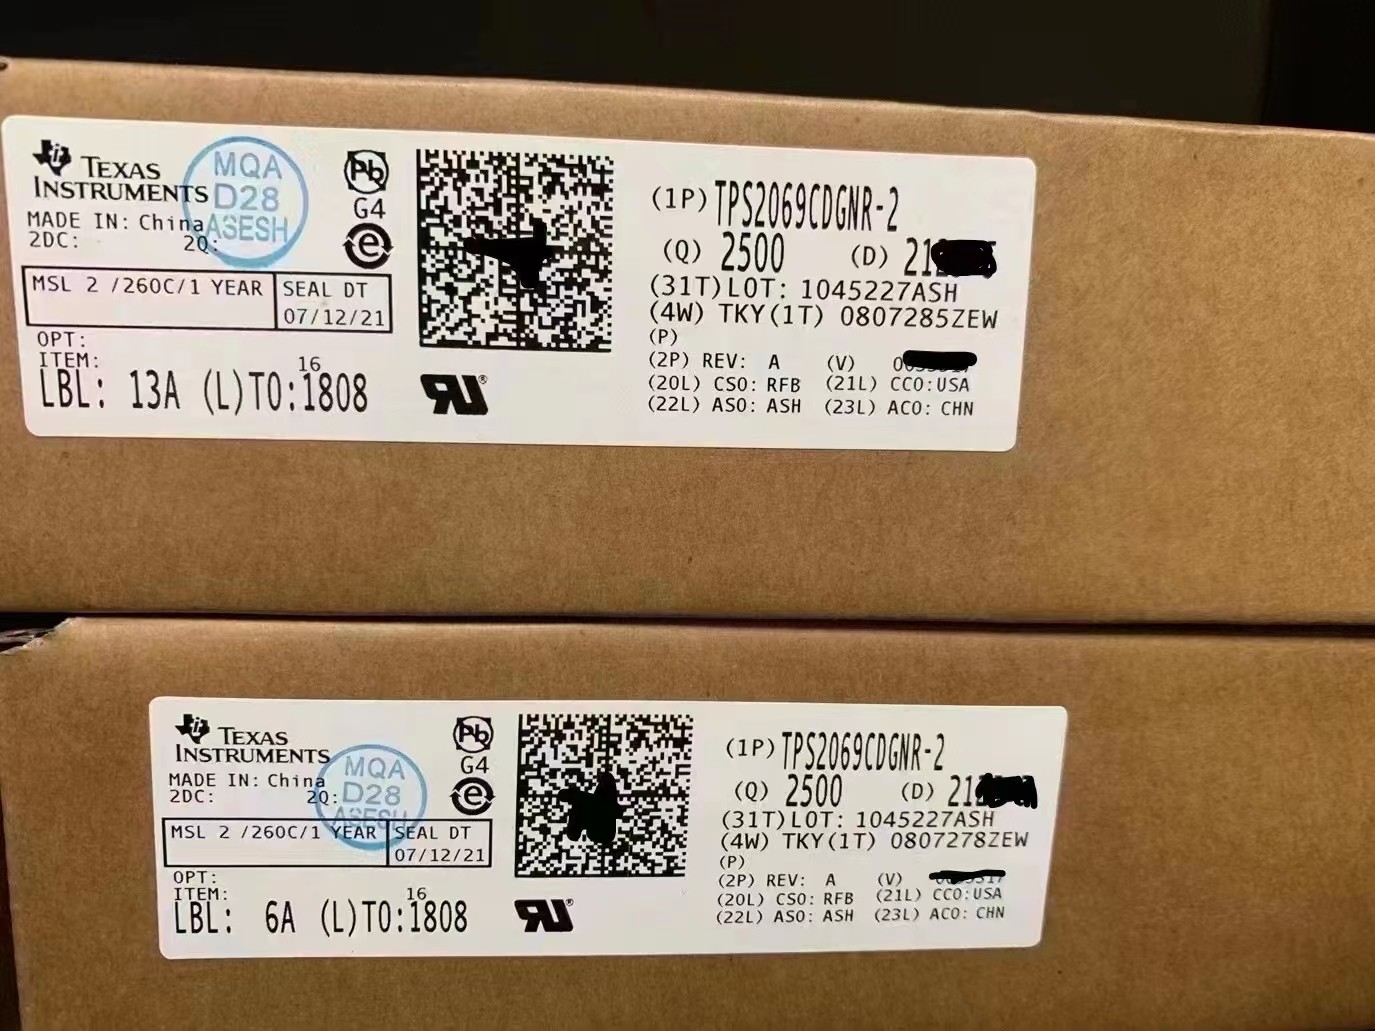 TEXAS
INSTRUMENTS
MQA
D28
ASESH
Pb
G4
e
MADE IN: China
2DC: 2Q:
MSL 2 /260C/1 YEAR
SEAL DT
07/12/21
OPT:
ITEM: 16
LBL: 13A (L)TO:1808
(1P) TPS2069CDGNR-2
(Q) 2500 (D) 21
(31T)LOT: 1045227ASH
(4W) TKY(1T) 0807285ZEW
(P)
(2P) REV: A (V)
(20L) CSO: RFB (21L) CCO:USA
(22L) ASO: ASH (23L) ACO: CHN
TEXAS
INSTRUMENTS
MQA
D28
ASESH
Pb
G4
e
MADE IN: China
2DC: 2Q:
MSL 2 /260C/1 YEAR
SEAL DT
07/12/21
OPT:
ITEM: 16
LBL: 6A (L)TO:1808
(1P) TPS2069CDGNR-2
(Q) 2500 (D) 21
(31T)LOT: 1045227ASH
(4W) TKY(1T) 0807278ZEW
(P)
(2P) REV: A (V)
(20L) CSO: RFB (21L) CCO:USA
(22L) ASO: ASH (23L) ACO: CHN